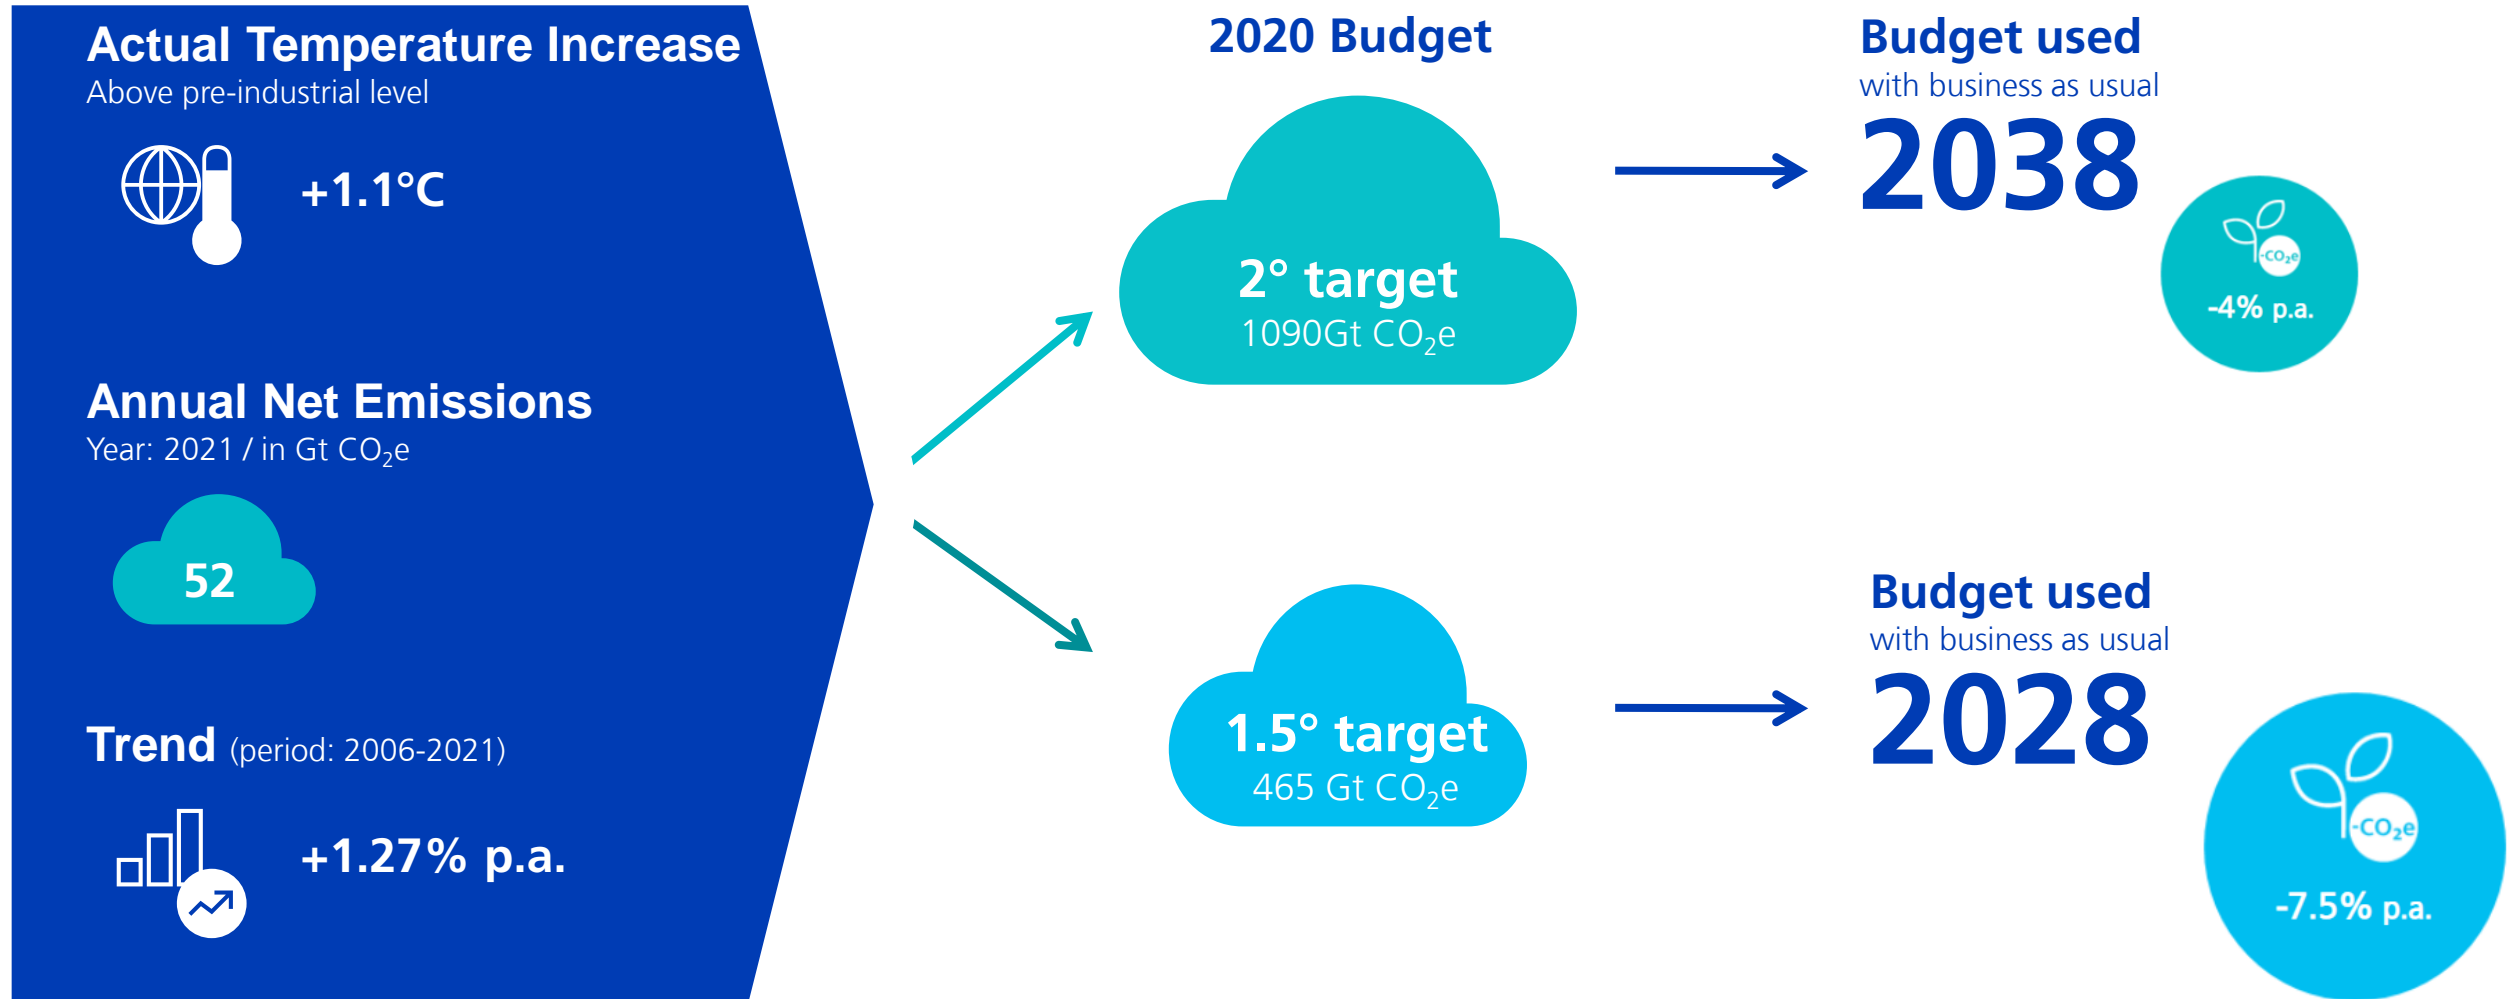 Actual Temperature Increase
Above pre-industrial level
+1.1°C
Annual Net Emissions
Year: 2021 / in Gt CO₂e
52
Trend (period: 2006-2021)
+1.27% p.a.
2020 Budget
2° target
1090Gt CO₂e
1.5° target
465 Gt CO₂e
Budget used
with business as usual
2038
-CO₂e
-4% p.a.
Budget used
with business as usual
2028
-CO₂e
-7.5% p.a.